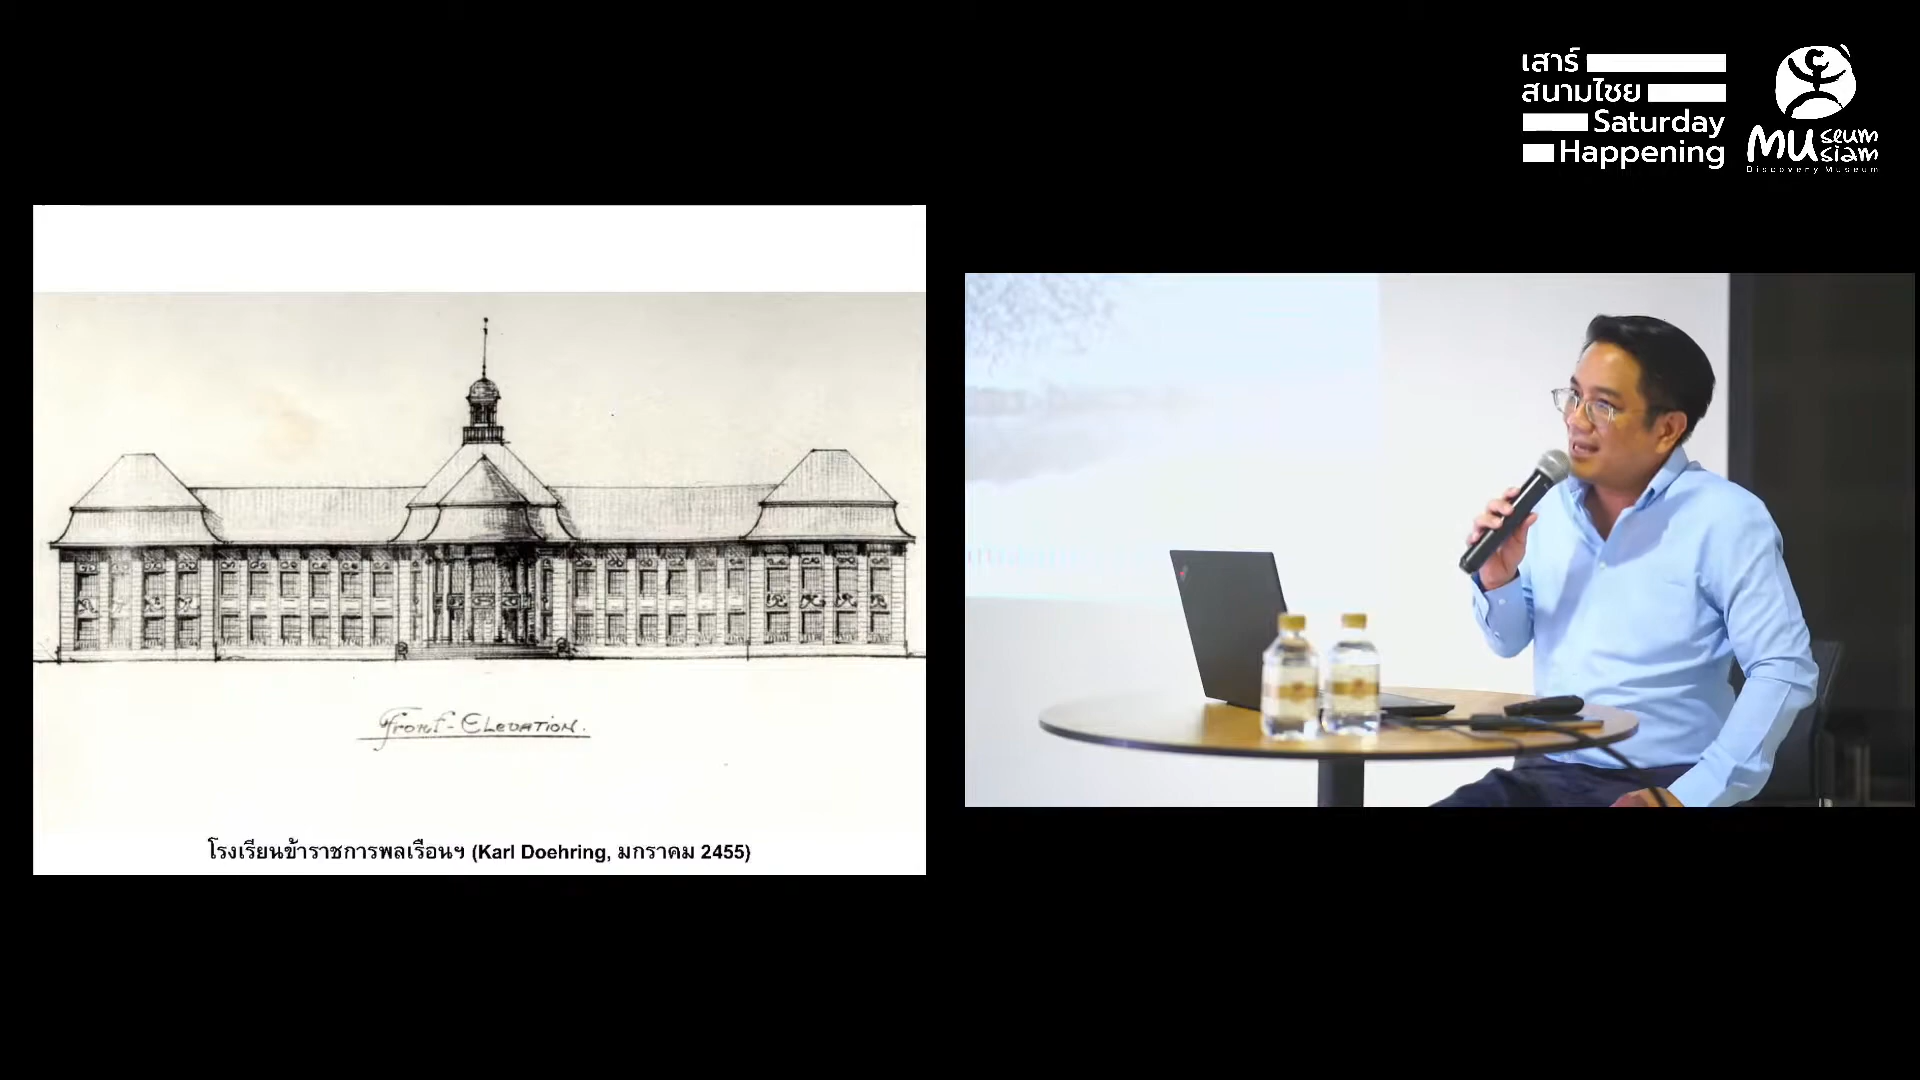 เสาร์
สนามไชย
Saturday
Happening
Museum
Siam
Discovery Museum
Front-Elevation.
โรงเรียนข้าราชการพลเรือนฯ (Karl Doehring, มกราคม 2455)